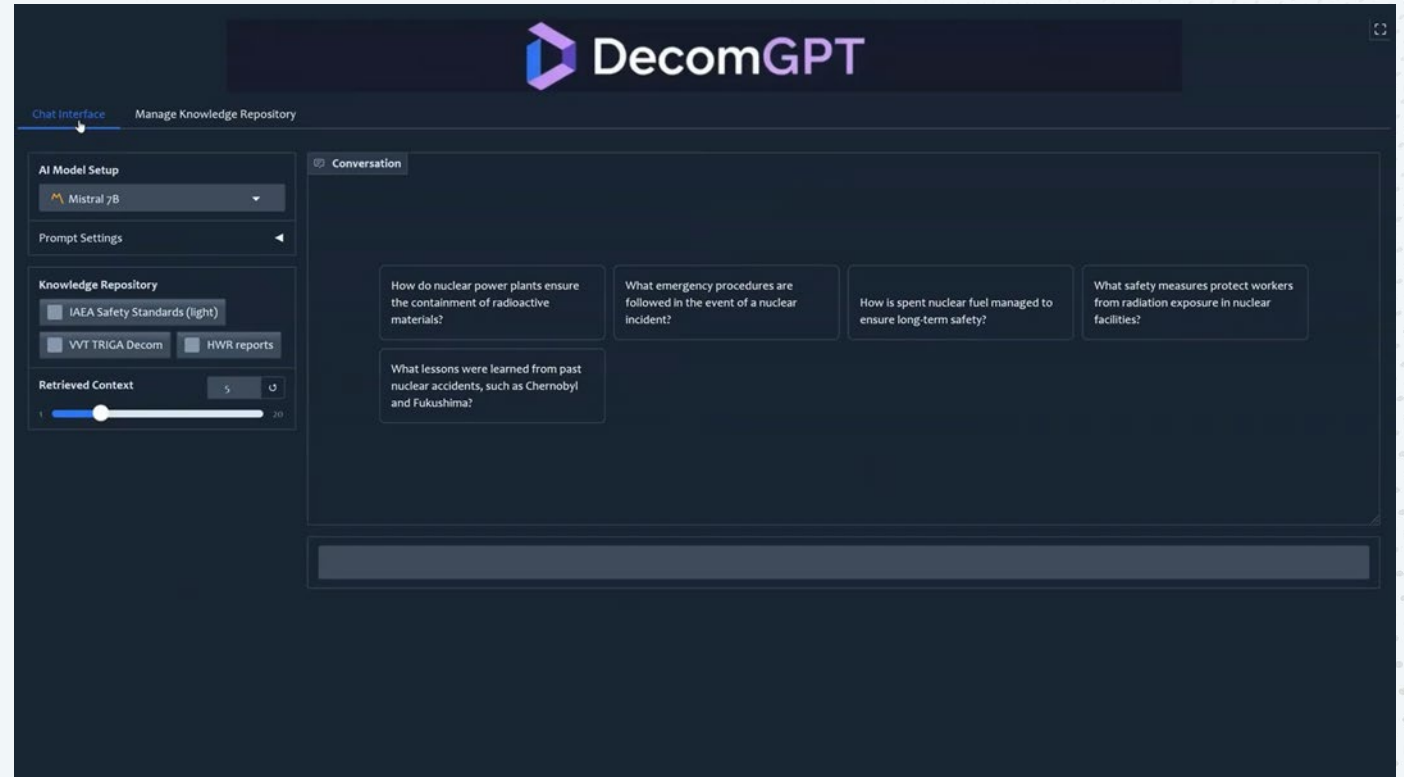 DecomGPT
Chat Interface
Manage Knowledge Repository
AI Model Setup
Mistral 7B
Prompt Settings
Knowledge Repository
IAEA Safety Standards (light)
VVT TRIGA Decom
HWR reports
Retrieved Context
5
1
20
Conversation
How do nuclear power plants ensure
the containment of radioactive
materials?
What emergency procedures are
followed in the event of a nuclear
incident?
How is spent nuclear fuel managed to
ensure long-term safety?
What safety measures protect workers
from radiation exposure in nuclear
facilities?
What lessons were learned from past
nuclear accidents, such as Chernobyl
and Fukushima?